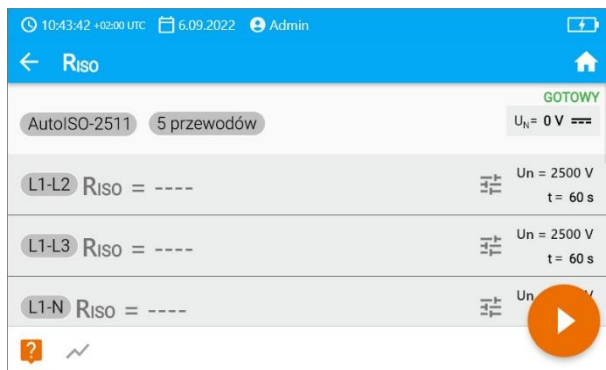 10:43:42 +02:00 UTC 6.09.2022 Admin
RISO
GOTOWY
AutoISO-2511 5 przewodów UN= 0 V
L1-L2 RISO = ---- Un = 2500 V
t = 60 s
L1-L3 RISO = ---- Un = 2500 V
t = 60 s
L1-N RISO = ---- Un
?